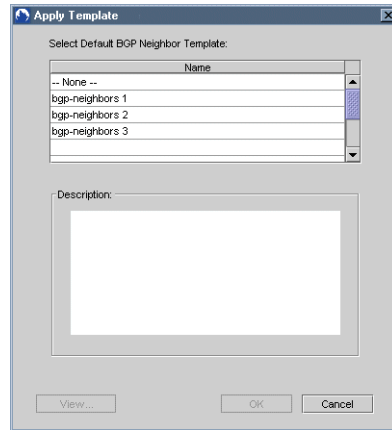 Apply Template
Select Default BGP Neighbor Template:
Name
-- None --
bgp-neighbors 1
bgp-neighbors 2
bgp-neighbors 3
Description:
View...
OK
Cancel